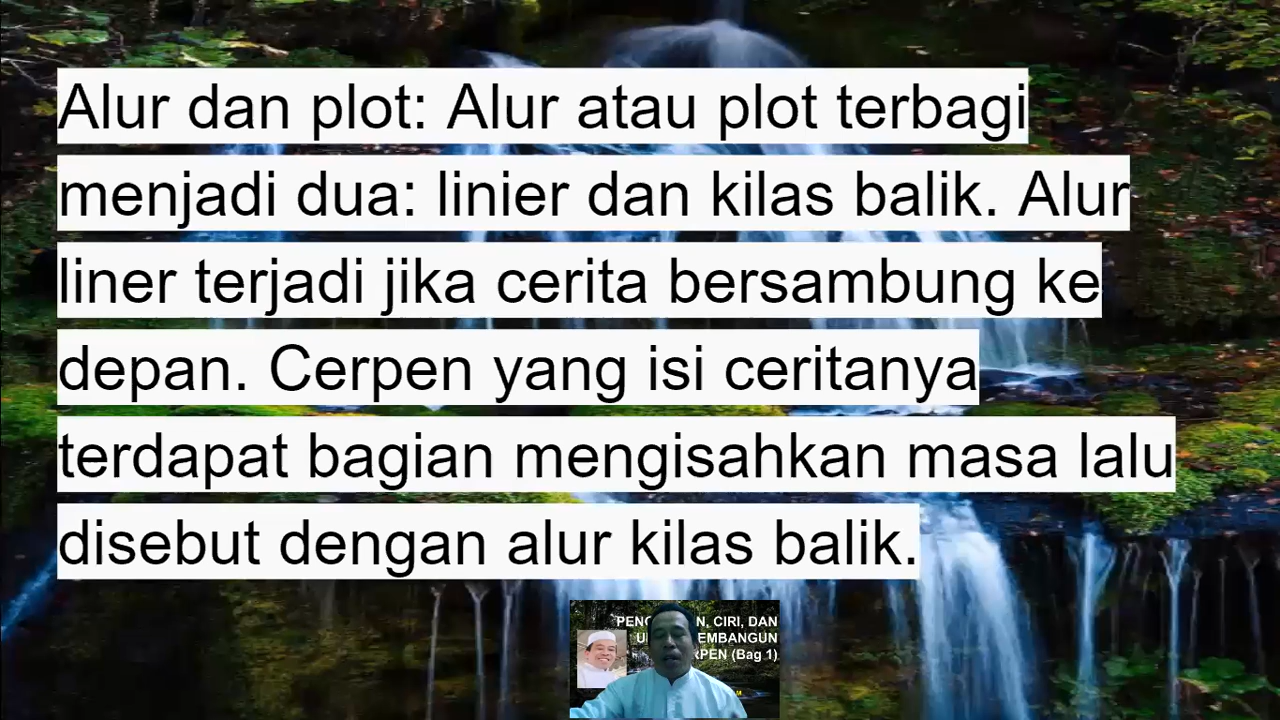 Alur dan plot: Alur atau plot terbagi
menjadi dua: linier dan kilas balik. Alur
liner terjadi jika cerita bersambung ke
depan. Cerpen yang isi ceritanya
terdapat bagian mengisahkan masa lalu
disebut dengan alur kilas balik.
CIRI, DAN
(Bag 1)